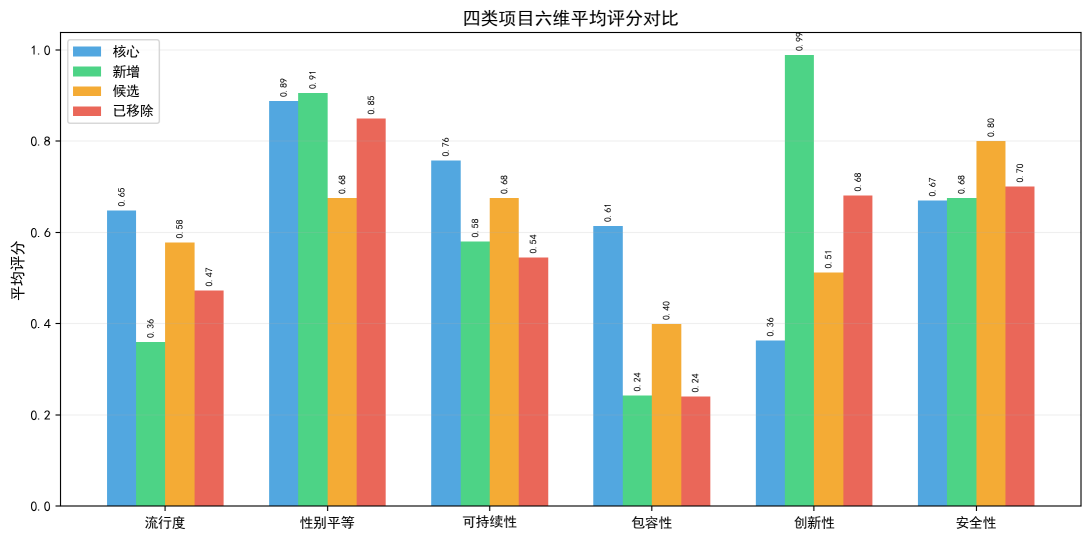 四类项目六维平均评分对比
核心
新增
候选
已移除
平均评分
1.0
0.8
0.6
0.4
0.2
0.0
0.65
0.36
0.58
0.47
0.89
0.91
0.68
0.85
0.76
0.58
0.68
0.54
0.61
0.24
0.40
0.24
0.36
0.99
0.51
0.68
0.67
0.68
0.80
0.70
流行度
性别平等
可持续性
包容性
创新性
安全性